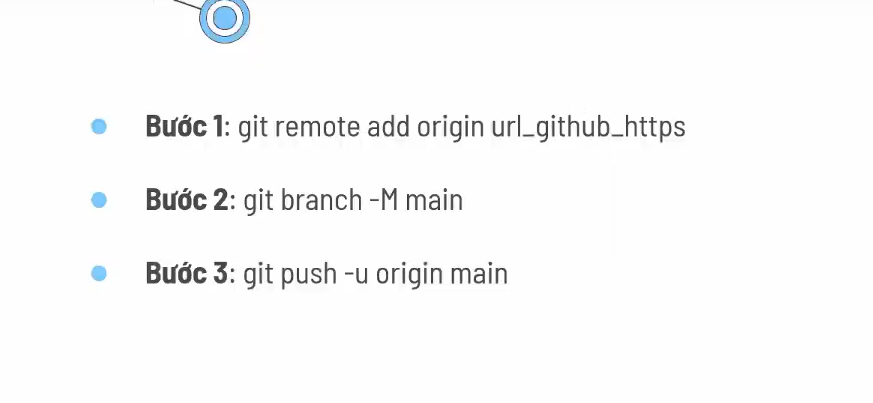 Bước 1: git remote add origin url_github_https
Bước 2: git branch -M main
Bước 3: git push -u origin main